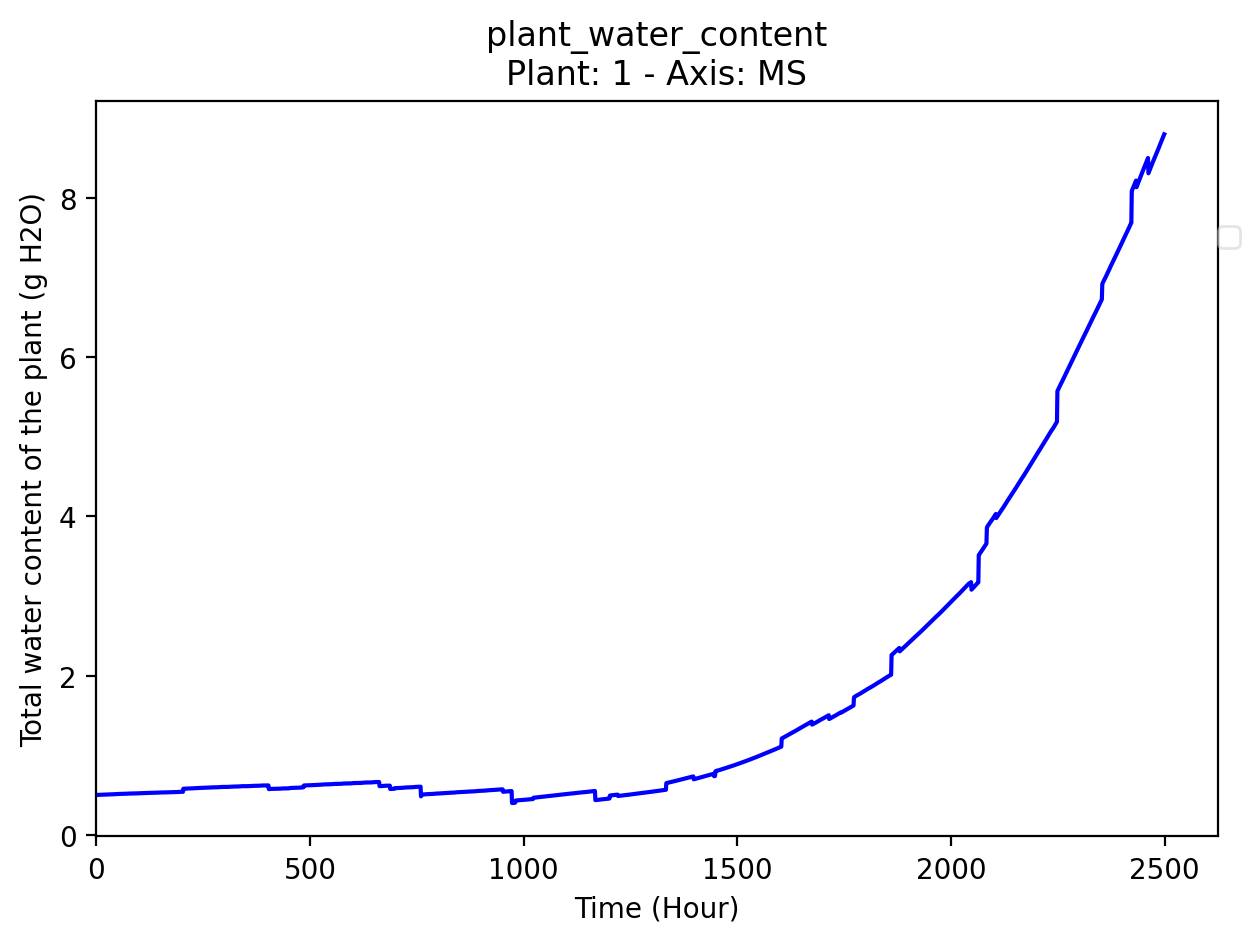 plant_water_content
Plant: 1 - Axis: MS
Total water content of the plant (g H2O)
8
6
4
2
0
0 500 1000 1500 2000 2500
Time (Hour)